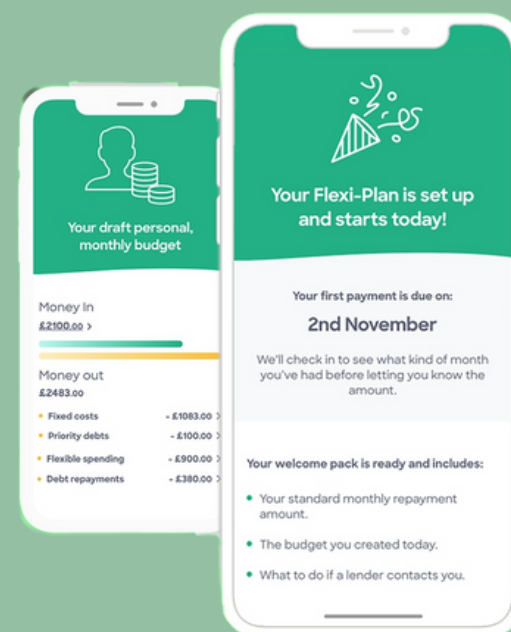 Your draft personal,
monthly budget
Money In
£2100.00 >
Money out
£2483.00
• Fixed costs - £1083.00 >
• Priority debts - £100.00 >
• Flexible spending - £900.00 >
• Debt repayments - £380.00 >
Your Flexi-Plan is set up
and starts today!
Your first payment is due on:
2nd November
We'll check in to see what kind of month
you've had before letting you know the
amount.
Your welcome pack is ready and includes:
• Your standard monthly repayment
amount.
• The budget you created today.
• What to do if a lender contacts you.